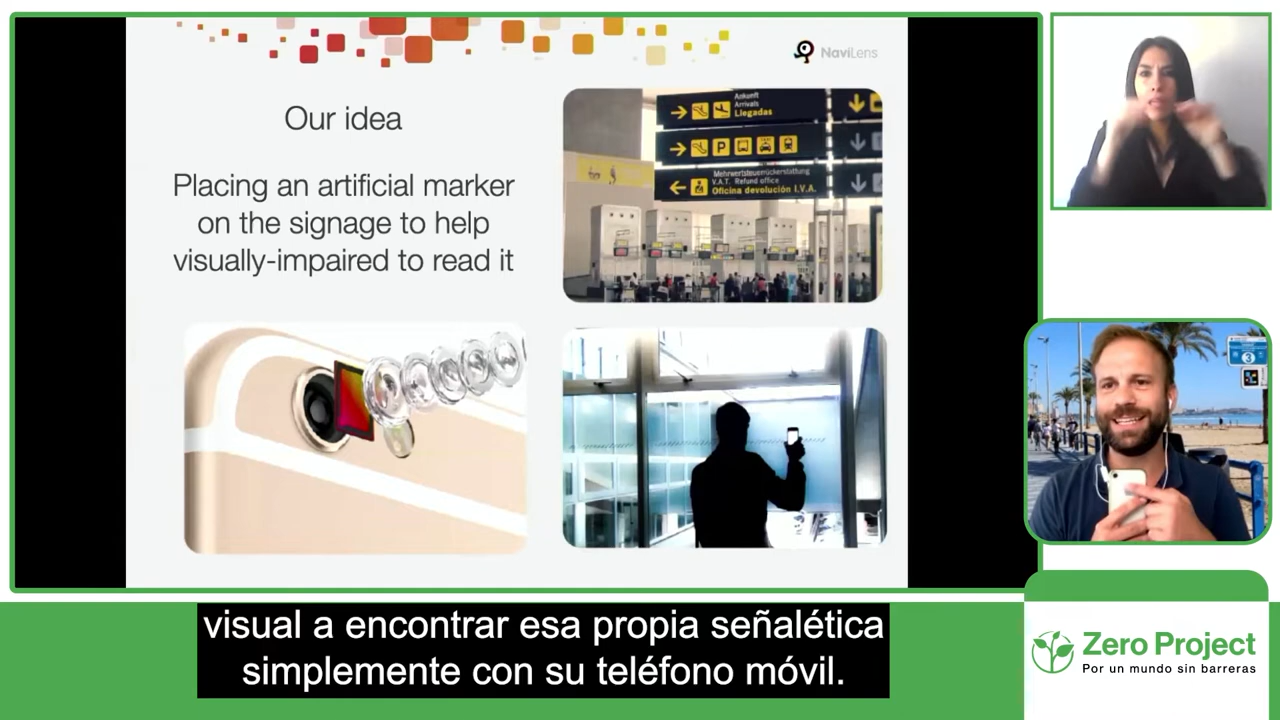 NaviLens
Our idea
Placing an artificial marker
on the signage to help
visually-impaired to read it
Ankunft
Arrivals
Llegadas
P
TAXI
Mehrwertsteuerrückerstattung
V.A.T. Refund office
Oficina devolución I.V.A.
3
visual a encontrar esa propia señalética
simplemente con su teléfono móvil.
Zero Project
Por un mundo sin barreras